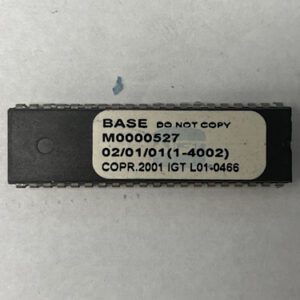 BASE DO NOT COPY
M0000527
02/01/01(1-4002)
COPR.2001 IGT L01-0466